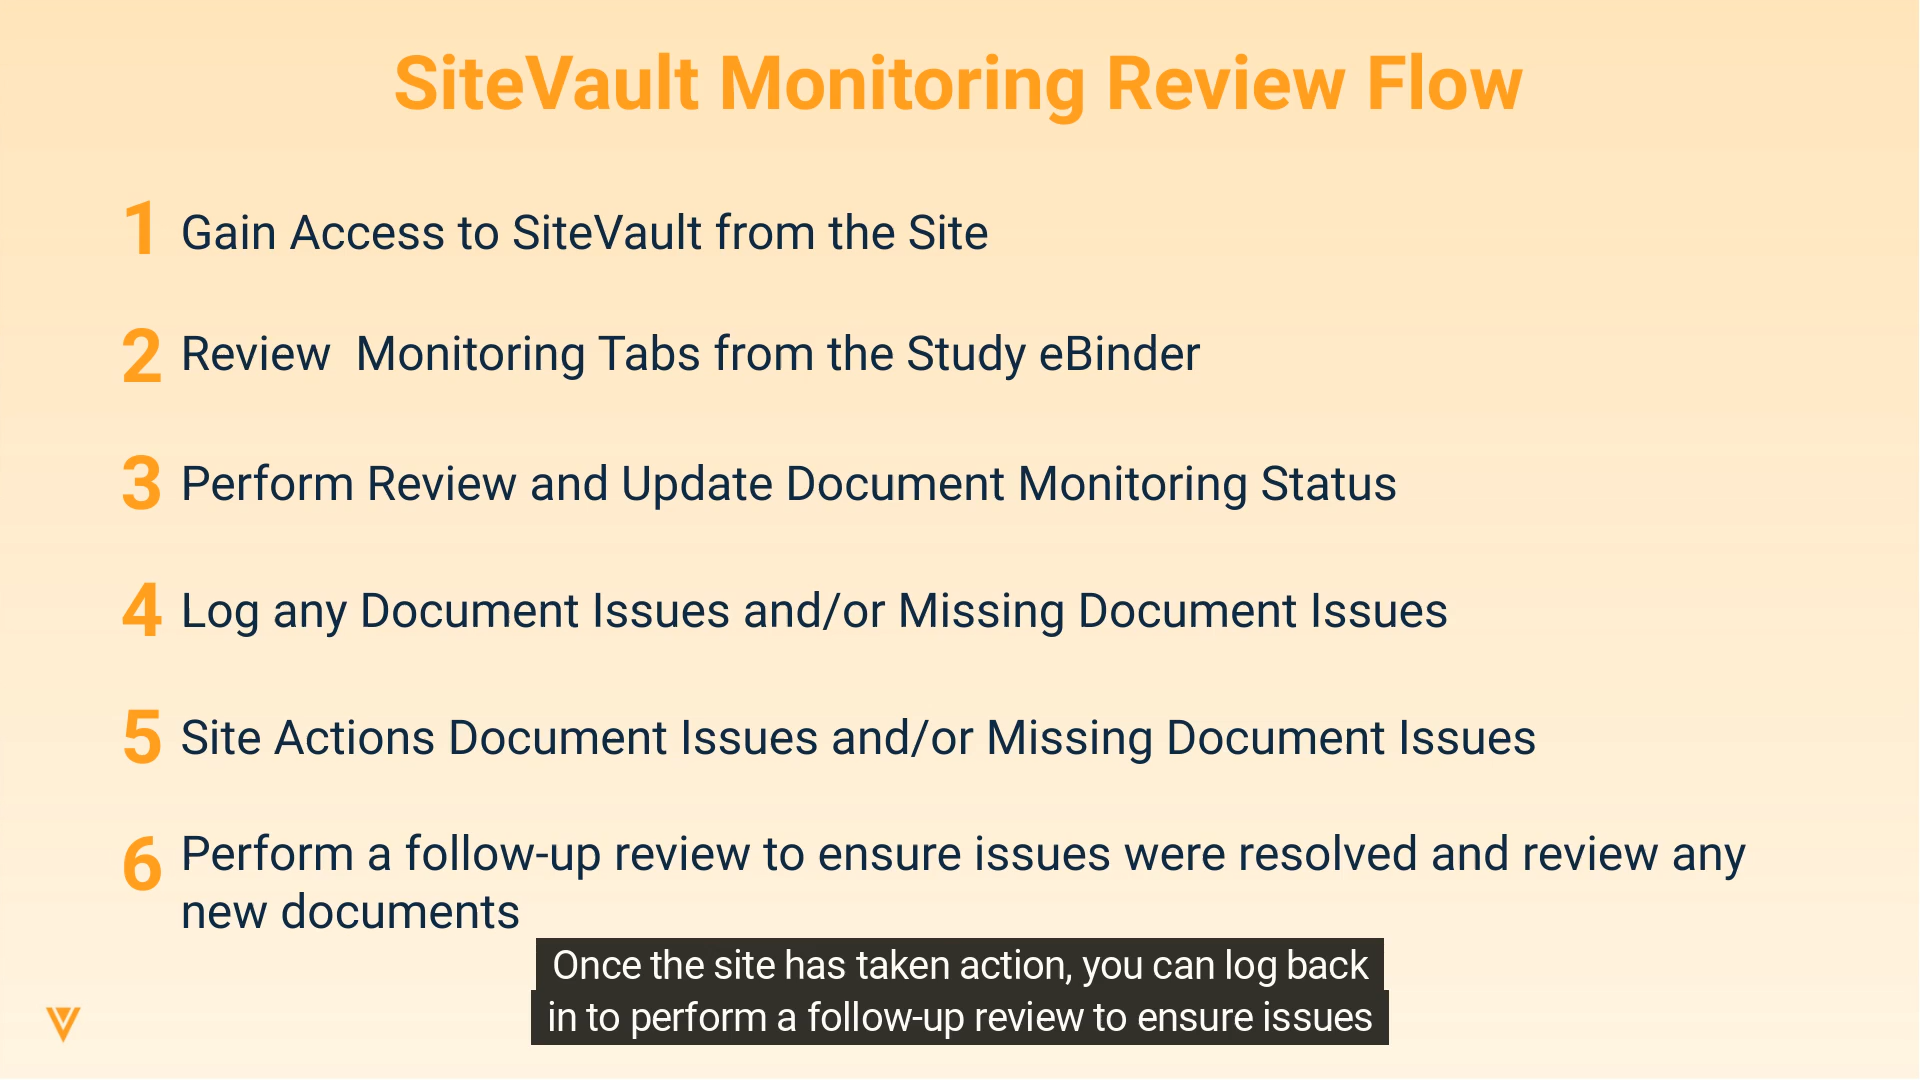 SiteVault Monitoring Review Flow
1 Gain Access to SiteVault from the Site
2 Review  Monitoring Tabs from the Study eBinder
3 Perform Review and Update Document Monitoring Status
4 Log any Document Issues and/or Missing Document Issues
5 Site Actions Document Issues and/or Missing Document Issues
6 Perform a follow-up review to ensure issues were resolved and review any
new documents
Once the site has taken action, you can log back
in to perform a follow-up review to ensure issues